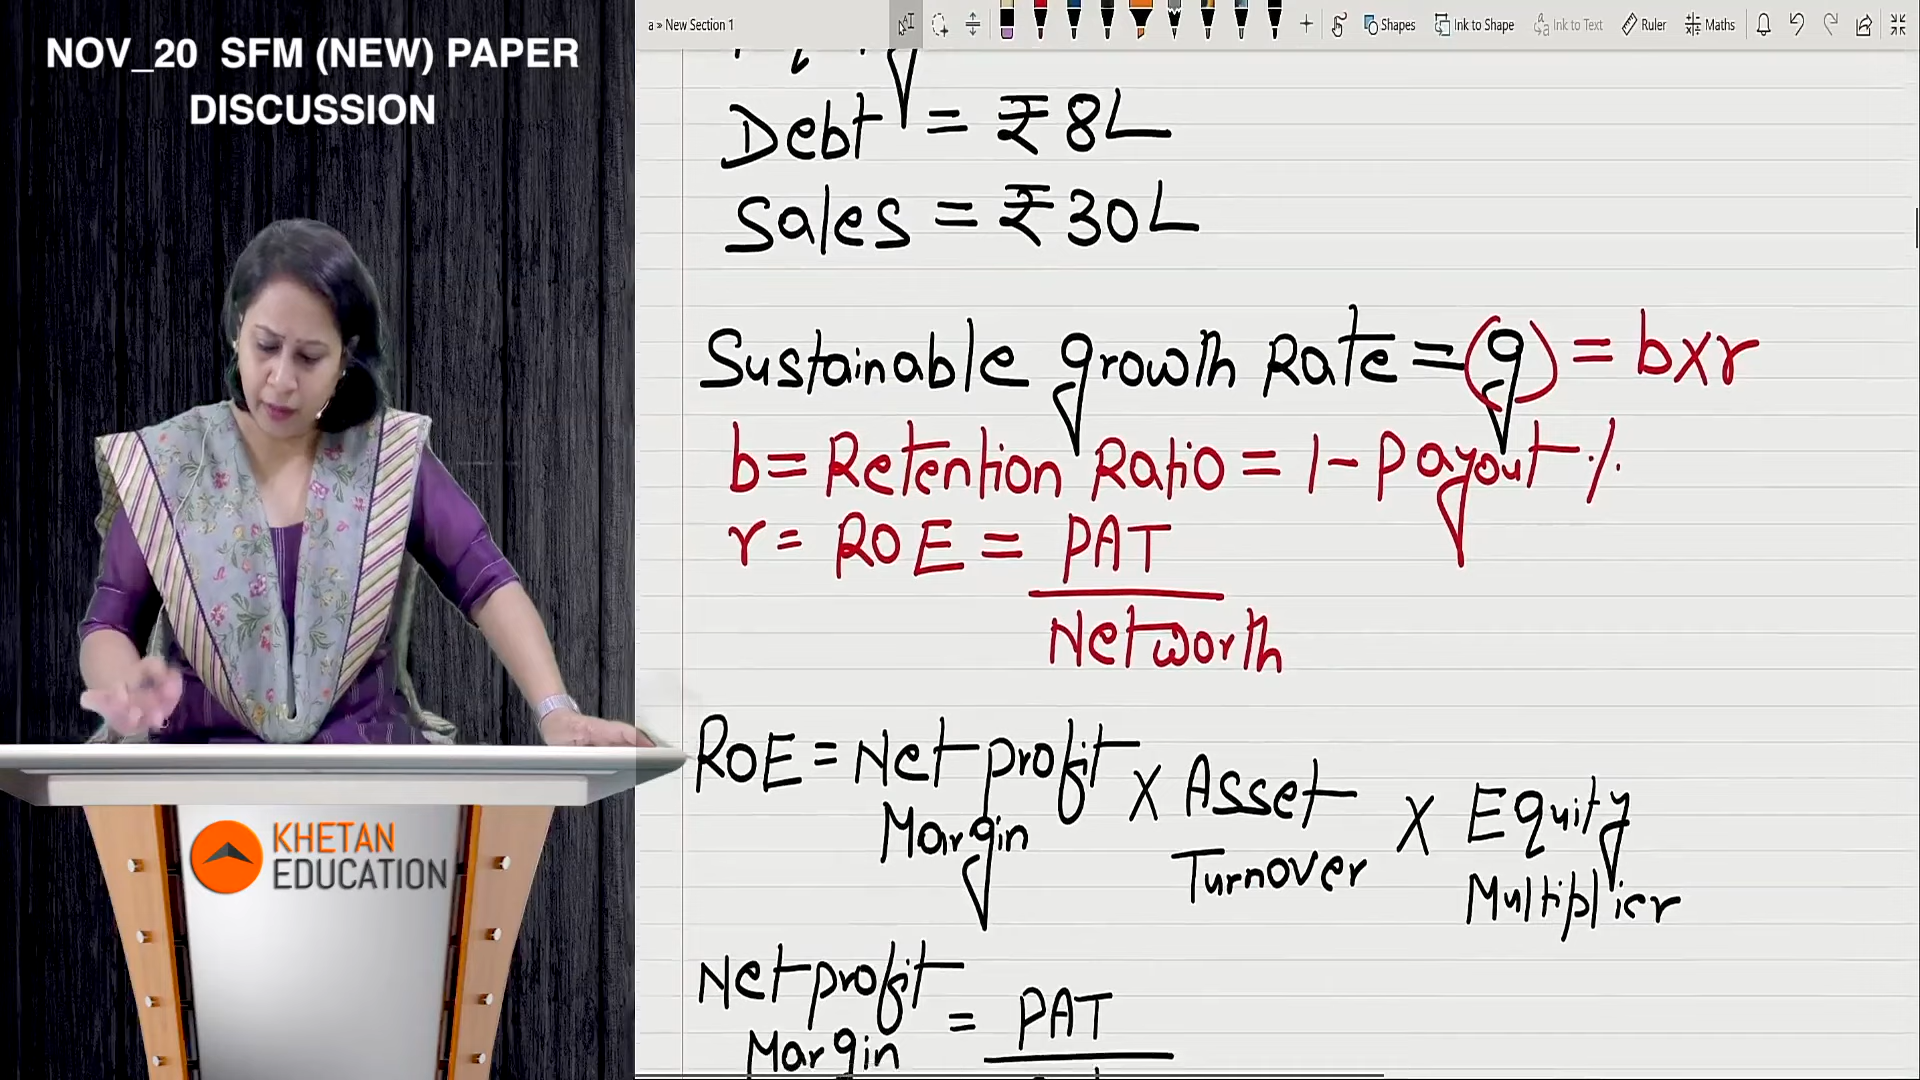 NOV_20 SFM (NEW) PAPER
DISCUSSION
a » New Section 1
Shapes
Ink to Shape
Ink to Text
Ruler
Maths
Debt = ₹8L
Sales = ₹30L
Sustainable growth Rate = (g) = bxr
b = Retention Ratio = 1 - Payout %
r = ROE = PAT
Networth
ROE = Net profit Margin X Asset Turnover X Equity Multiplier
Net profit Margin = PAT
KHETAN
EDUCATION